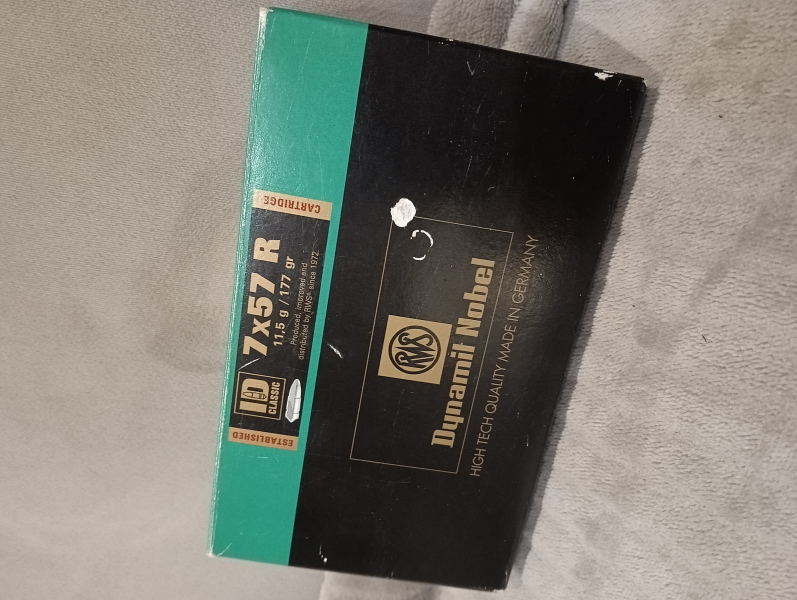 ESTABLISHED
CARTRIDGE
ID
CLASSIC
7x57 R
11,5 g / 177 gr
Produced, improved and
distributed by RWS® since 1972.
RWS
Dynamit Nobel
HIGH TECH QUALITY MADE IN GERMANY